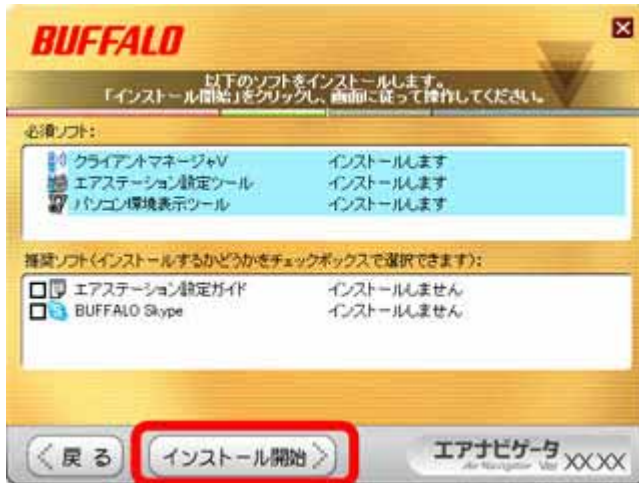 BUFFALO
以下のソフトをインストールします。
「インストール開始」をクリックし、画面に従って操作してください。
必須ソフト:
クライアントマネージャV インストールします
エアステーション設定ツール インストールします
パソコン環境表示ツール インストールします
推奨ソフト(インストールするかどうかをチェックボックスで選択できます):
エアステーション設定ガイド インストールしません
BUFFALO Skype インストールしません
戻る インストール開始 エアナビゲータ
Air Navigator Ver XX.XX